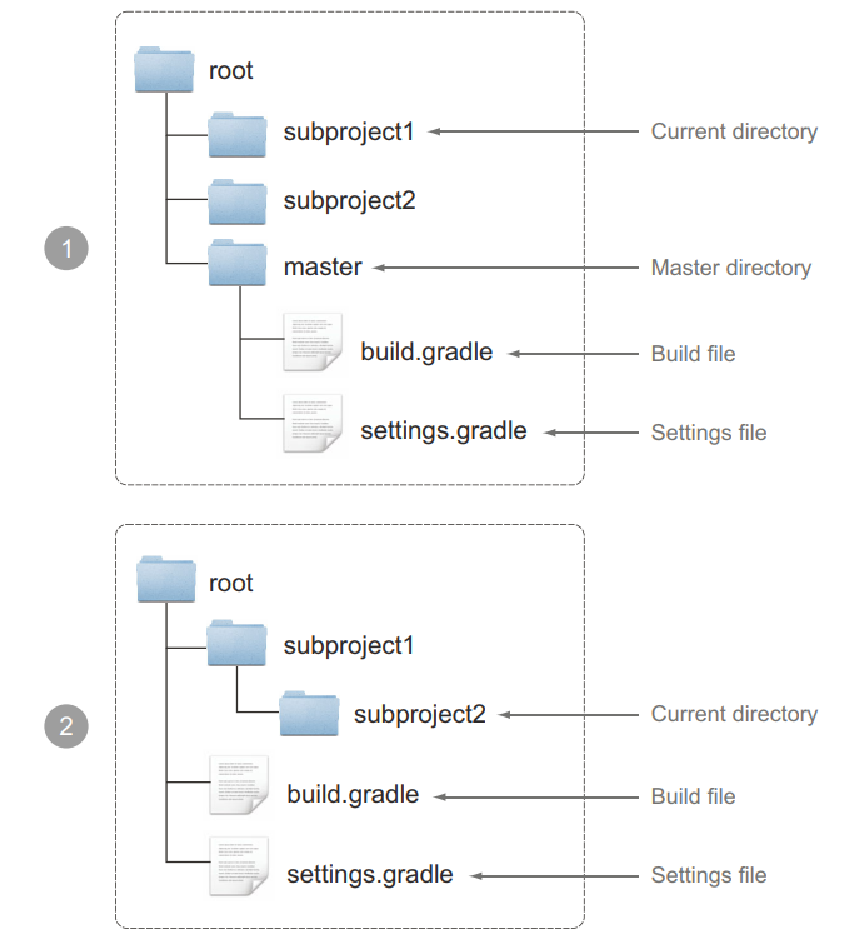 root
subproject1 Current directory
subproject2
1
master Master directory
build.gradle Build file
settings.gradle Settings file
root
subproject1
subproject2 Current directory
2
build.gradle Build file
settings.gradle Settings file